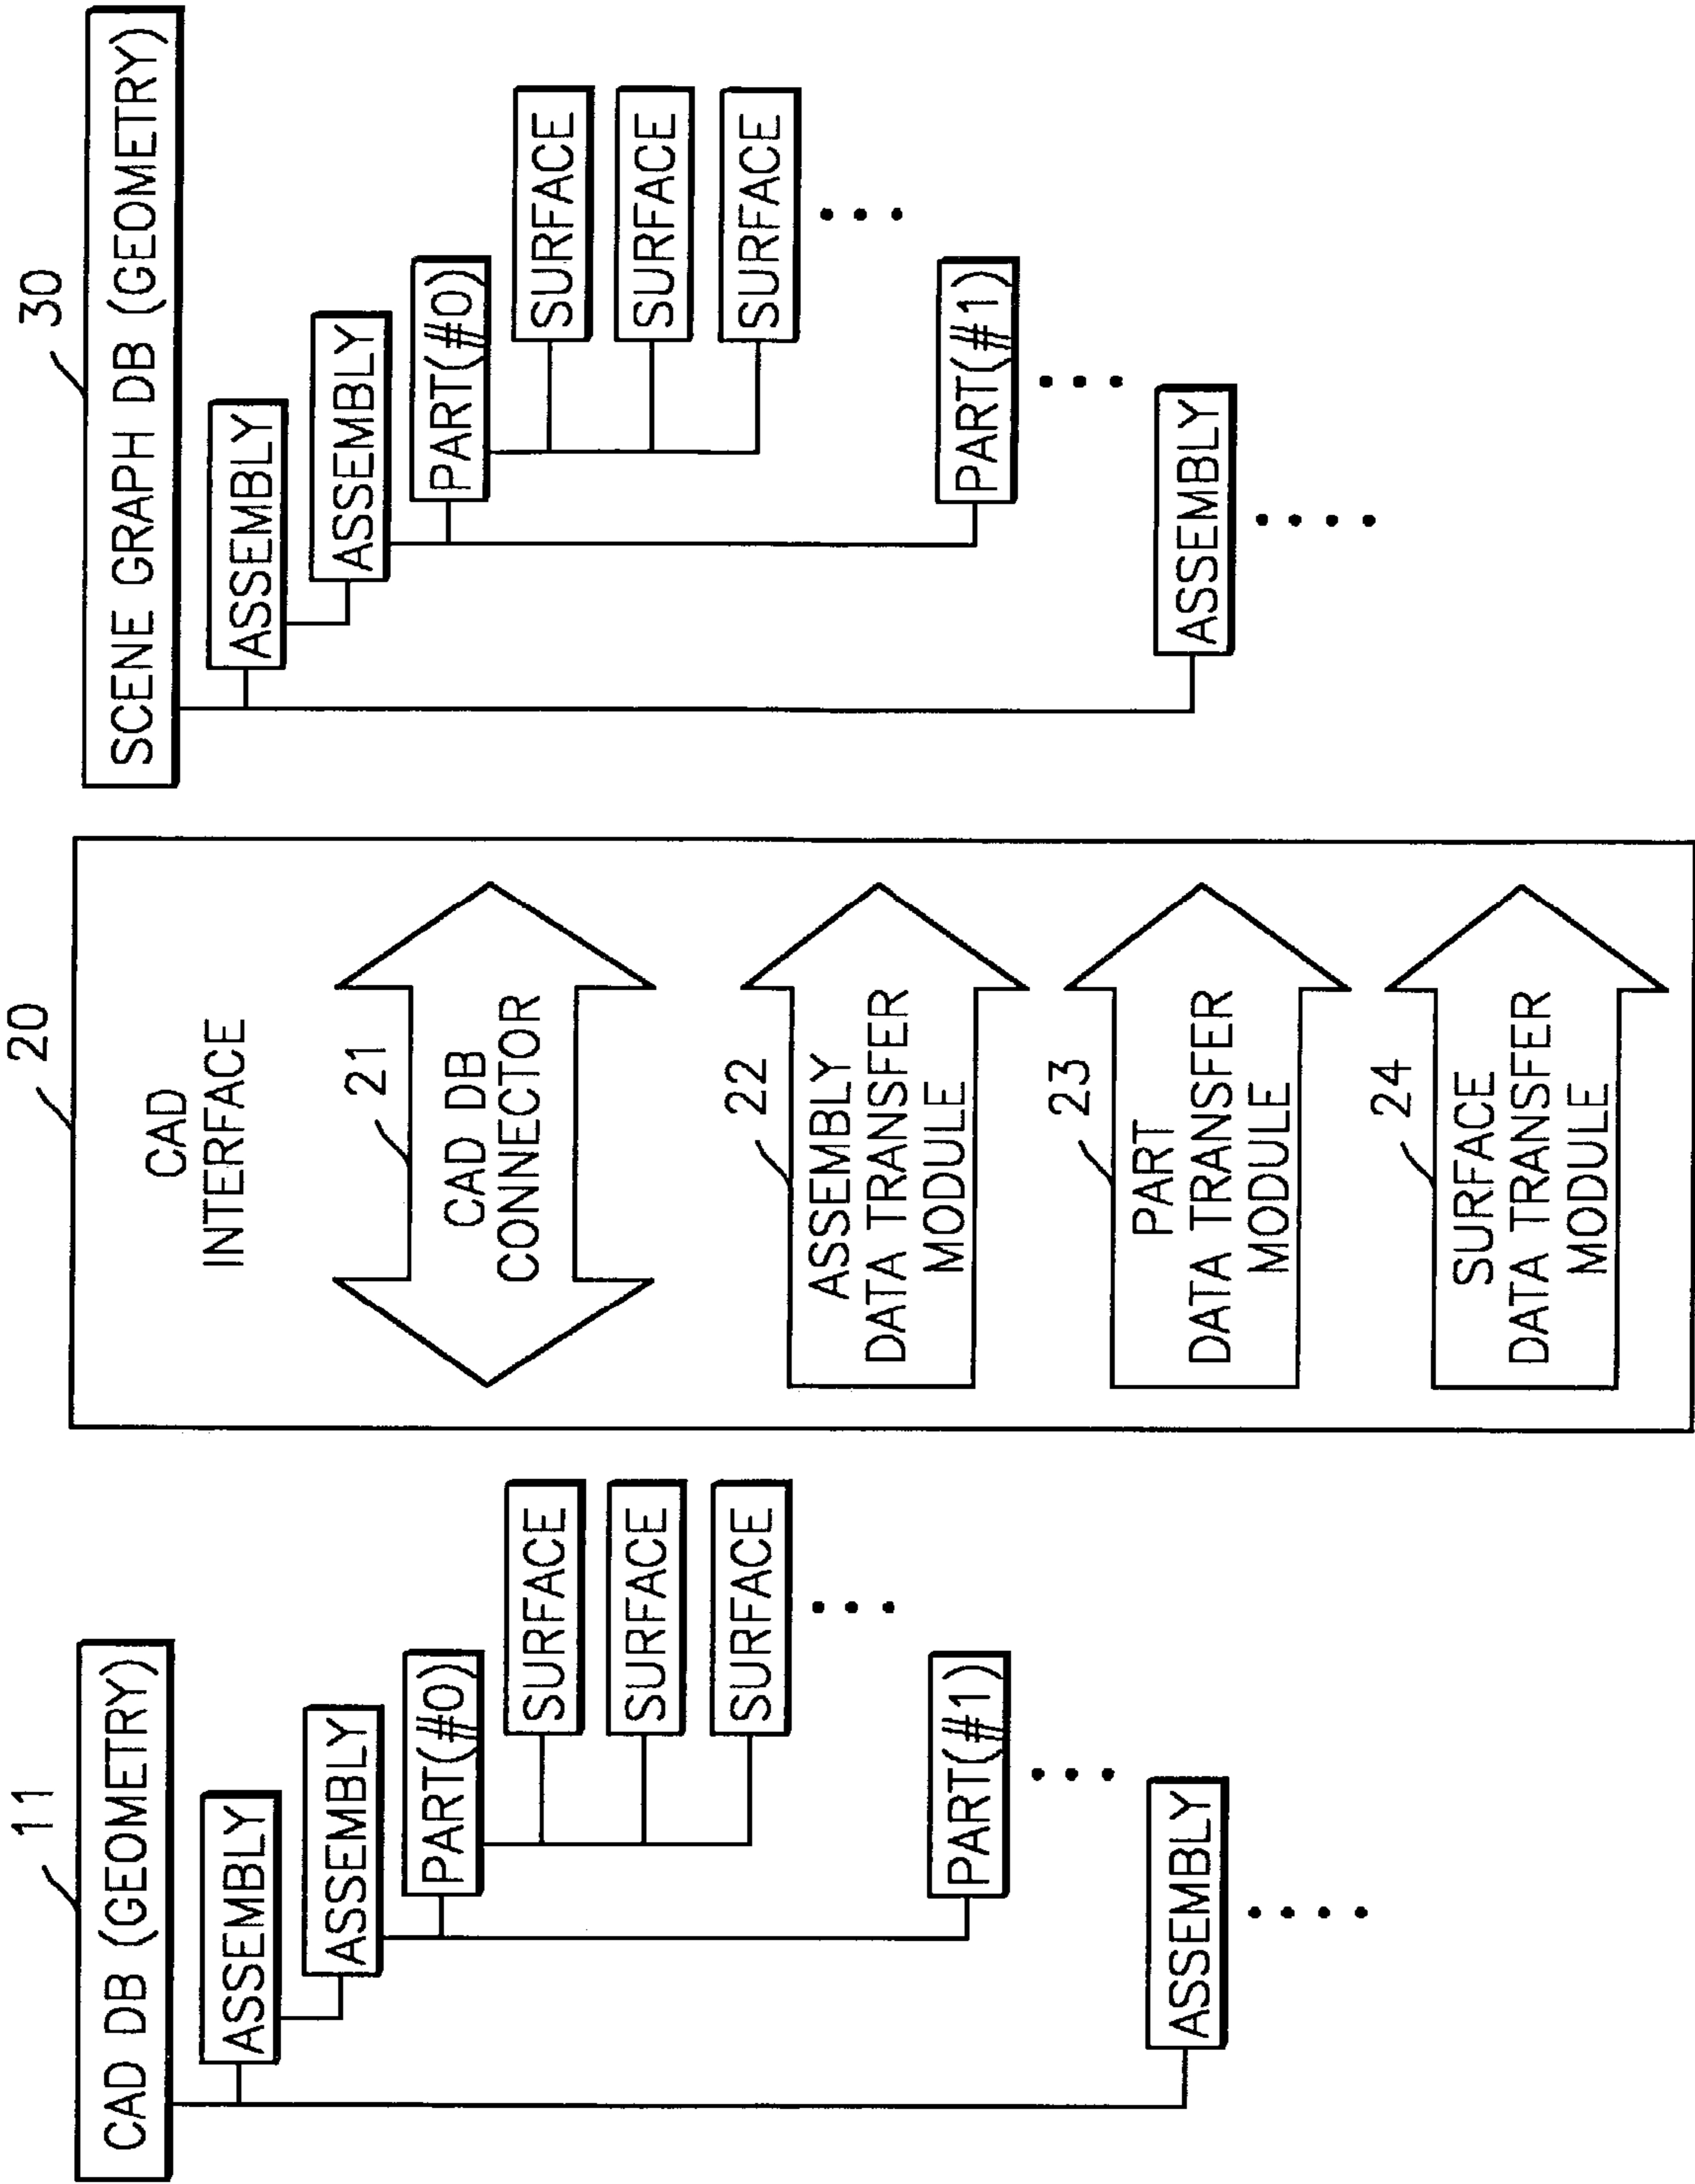 11
CAD DB (GEOMETRY)
ASSEMBLY
ASSEMBLY
PART(#0)
SURFACE
SURFACE
SURFACE
PART(#1)
ASSEMBLY
20
CAD
INTERFACE
21
CAD DB
CONNECTOR
22
ASSEMBLY
DATA TRANSFER
MODULE
23
PART
DATA TRANSFER
MODULE
24
SURFACE
DATA TRANSFER
MODULE
30
SCENE GRAPH DB (GEOMETRY)
ASSEMBLY
ASSEMBLY
PART(#0)
SURFACE
SURFACE
SURFACE
PART(#1)
ASSEMBLY